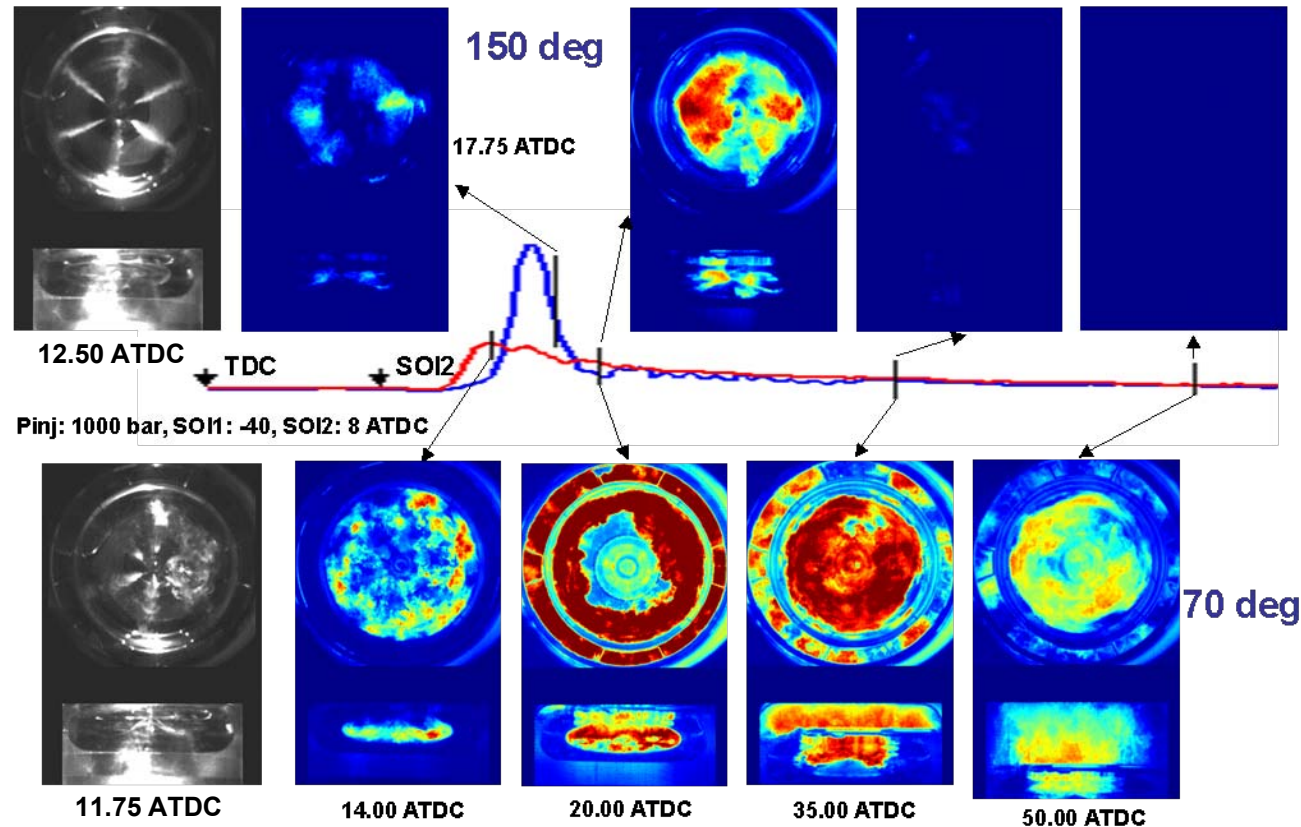 150 deg
17.75 ATDC
12.50 ATDC
TDC
SOI2
Pinj: 1000 bar, SOI1: -40, SOI2: 8 ATDC
70 deg
11.75 ATDC
14.00 ATDC
20.00 ATDC
35.00 ATDC
50.00 ATDC